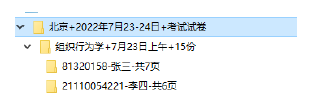 北京+2022年7月23-24日+考试试卷
组织行为学+7月23日上午+15份
81320158-张三-共7页
21110054221-李四-共6页